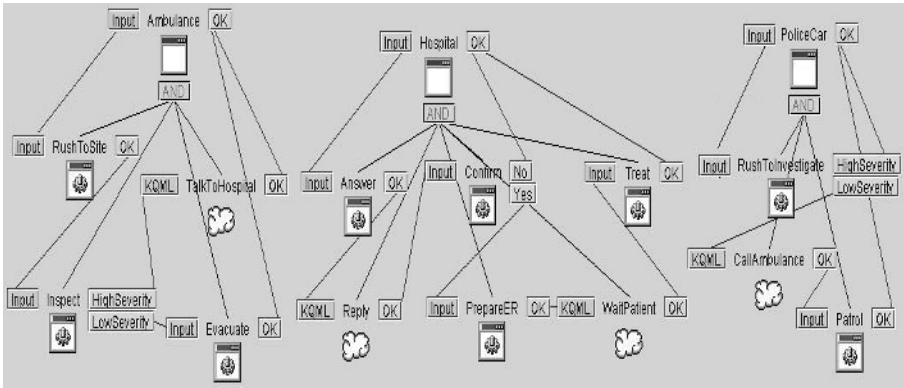 Input Ambulance OK
AND
Input RushToSite OK
KQML TalkToHospital OK
Input Inspect HighSeverity
LowSeverity
Input Evacuate OK
Input Hospital OK
AND
Input Answer OK
Input Confirm No
Yes
Input Treat OK
KQML Reply OK
Input PrepareER OK
KQML WaitPatient OK
Input PoliceCar OK
AND
Input RushToInvestigate HighSeverity
LowSeverity
KQML CallAmbulance OK
Input Patrol OK